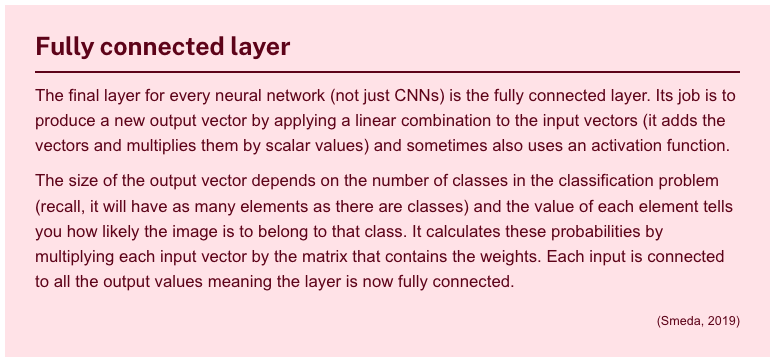 Fully connected layer
The final layer for every neural network (not just CNNs) is the fully connected layer. Its job is to
produce a new output vector by applying a linear combination to the input vectors (it adds the
vectors and multiplies them by scalar values) and sometimes also uses an activation function.
The size of the output vector depends on the number of classes in the classification problem
(recall, it will have as many elements as there are classes) and the value of each element tells
you how likely the image is to belong to that class. It calculates these probabilities by
multiplying each input vector by the matrix that contains the weights. Each input is connected
to all the output values meaning the layer is now fully connected.
(Smeda, 2019)